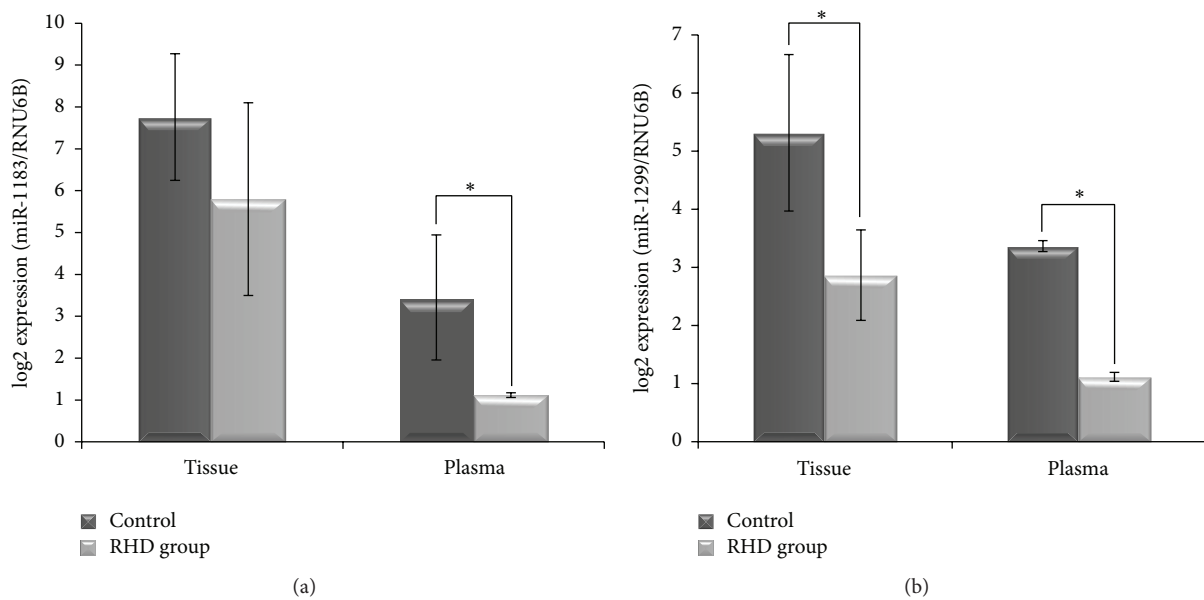 log2 expression (miR-1183/RNU6B)
10
9
8
7
6
5
4
3
2
1
0
*
Tissue
Plasma
Control
RHD group
(a)
log2 expression (miR-1299/RNU6B)
7
6
5
4
3
2
1
0
*
*
Tissue
Plasma
Control
RHD group
(b)